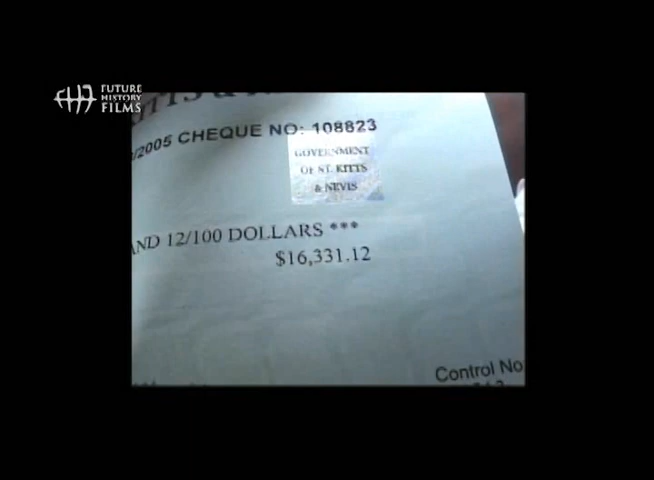 FUTURE
HISTORY
FILMS
/2005 CHEQUE NO: 108823
GOVERNMENT
OF ST. KITTS
& NEVIS
AND 12/100 DOLLARS ***
$16,331.12
Control No